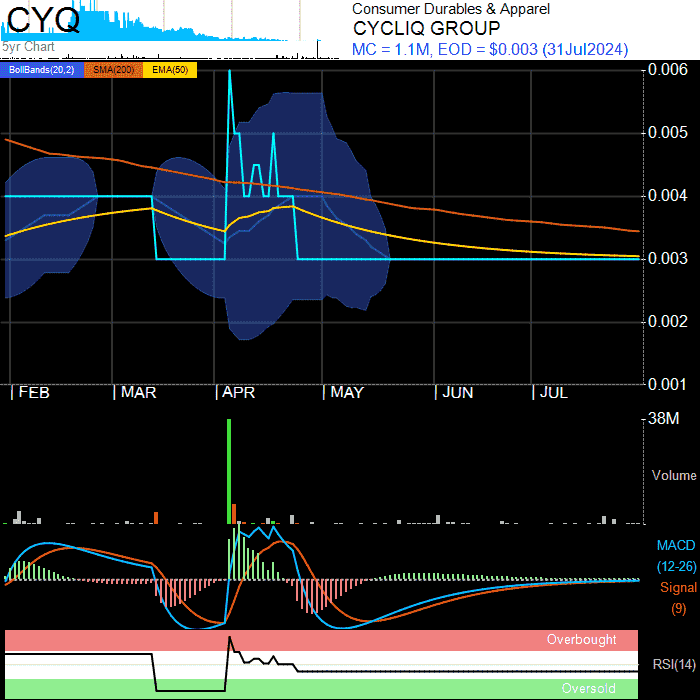 CYQ
5yr Chart
Consumer Durables & Apparel
CYCLIQ GROUP
MC = 1.1M, EOD = $0.003 (31Jul2024)
BollBands(20,2) SMA(200) EMA(50)
0.006
0.005
0.004
0.003
0.002
0.001
FEB MAR APR MAY JUN JUL
38M
Volume
MACD
(12-26)
Signal
(9)
Overbought
RSI(14)
Oversold